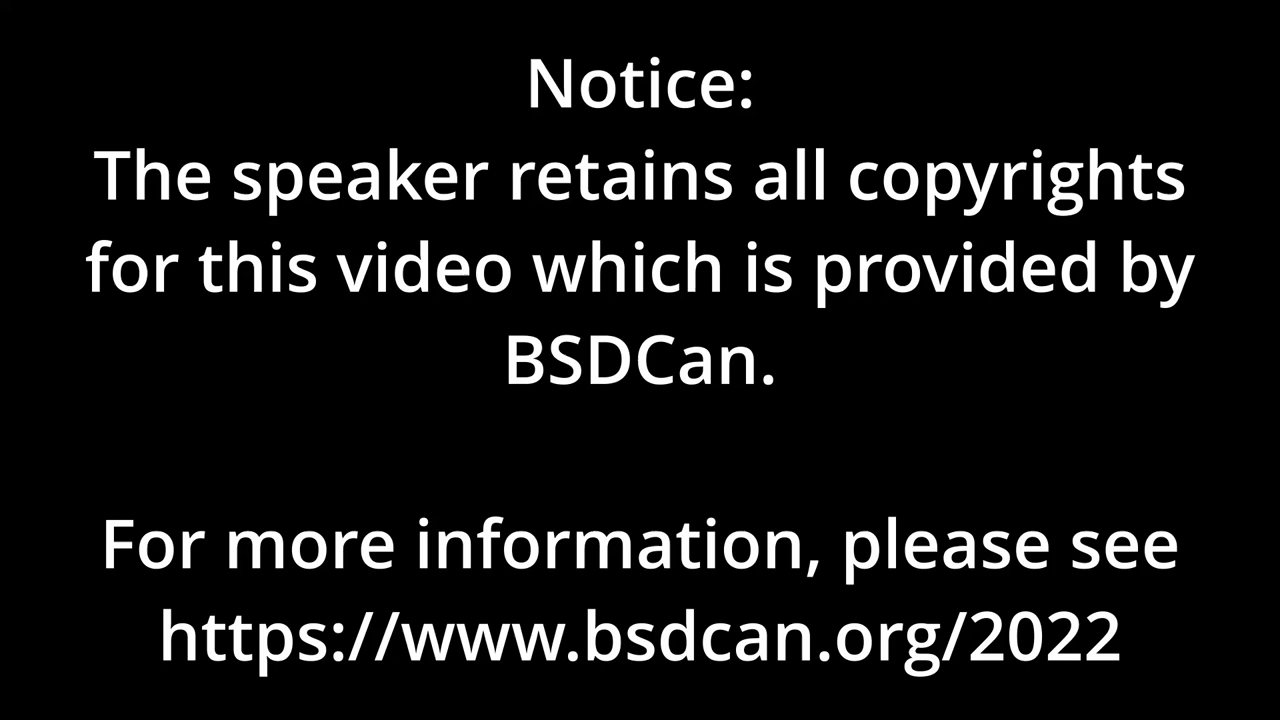 Notice:
The speaker retains all copyrights
for this video which is provided by
BSDCan.
For more information, please see
https://www.bsdcan.org/2022